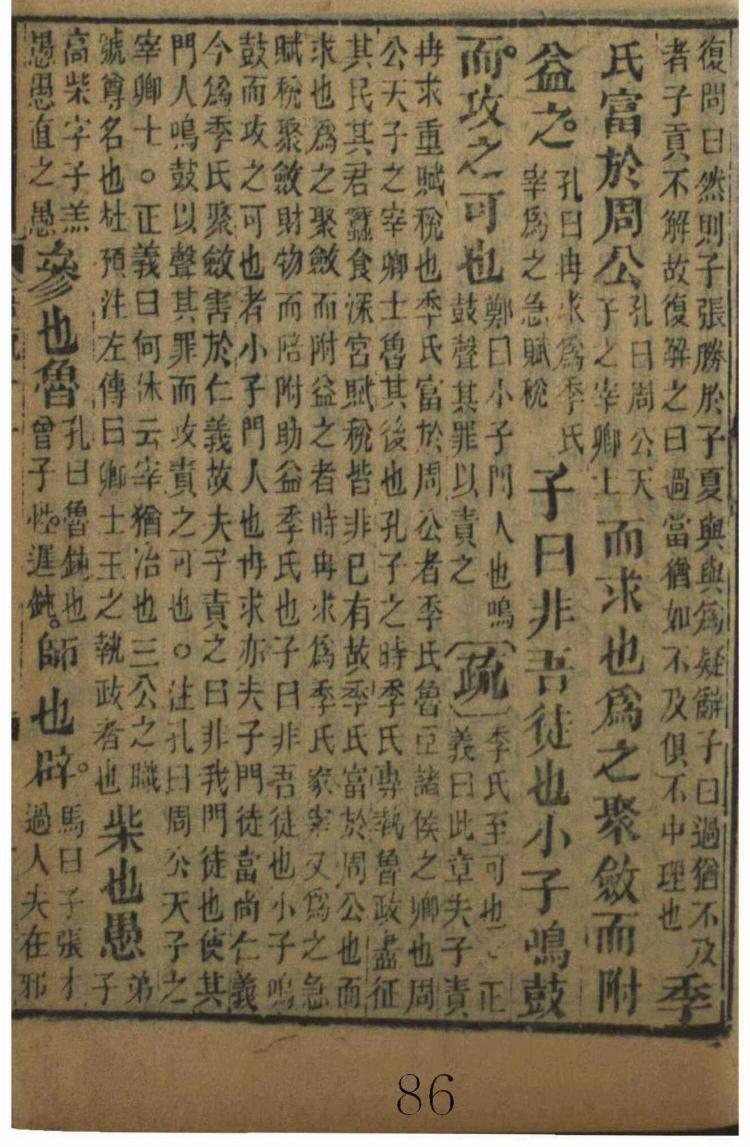 復問曰然則子張勝於子夏與與爲疑辭子曰過猶不及
者子貢不解故復解之曰過當猶如不及俱不中理也
季
氏富於周公
孔曰周公天
子之宰卿士
而求也爲之聚斂而附
益之
孔曰冉求爲季氏
宰爲之急賦稅
子曰非吾徒也小子鳴鼓
而攻之可也
鄭曰小子門人也鳴
鼓聲其罪以責之
疏
季氏至可也○正
義曰此章夫子責
冉求重賦稅也季氏富於周公者季氏魯臣諸侯之卿也周
公天子之宰卿士魯其後也孔子之時季氏專執魯政盡征
其民其君蠶食深宮賦稅皆非已有故季氏富於周公也而
求也爲之聚斂而附益之者時冉求爲季氏家宰又爲之急
賦稅聚斂財物而陪附助益季氏也子曰非吾徒也小子鳴
鼓而攻之可也者小子門人也冉求亦夫子門徒當尚仁義
今爲季氏聚斂害於仁義故夫子責之曰非我門徒也使其
門人鳴鼓以聲其罪而攻責之可也○注孔曰周公天子之
宰卿士○正義曰何休云宰猶治也三公之職
號尊名也杜預注左傳曰卿士王之執政者也
柴也愚
弟子
高柴字子羔
愚愚直之愚
參也魯
孔曰魯鈍也
曾子性遲鈍
師也辟
馬曰子張才
過人失在邪
86